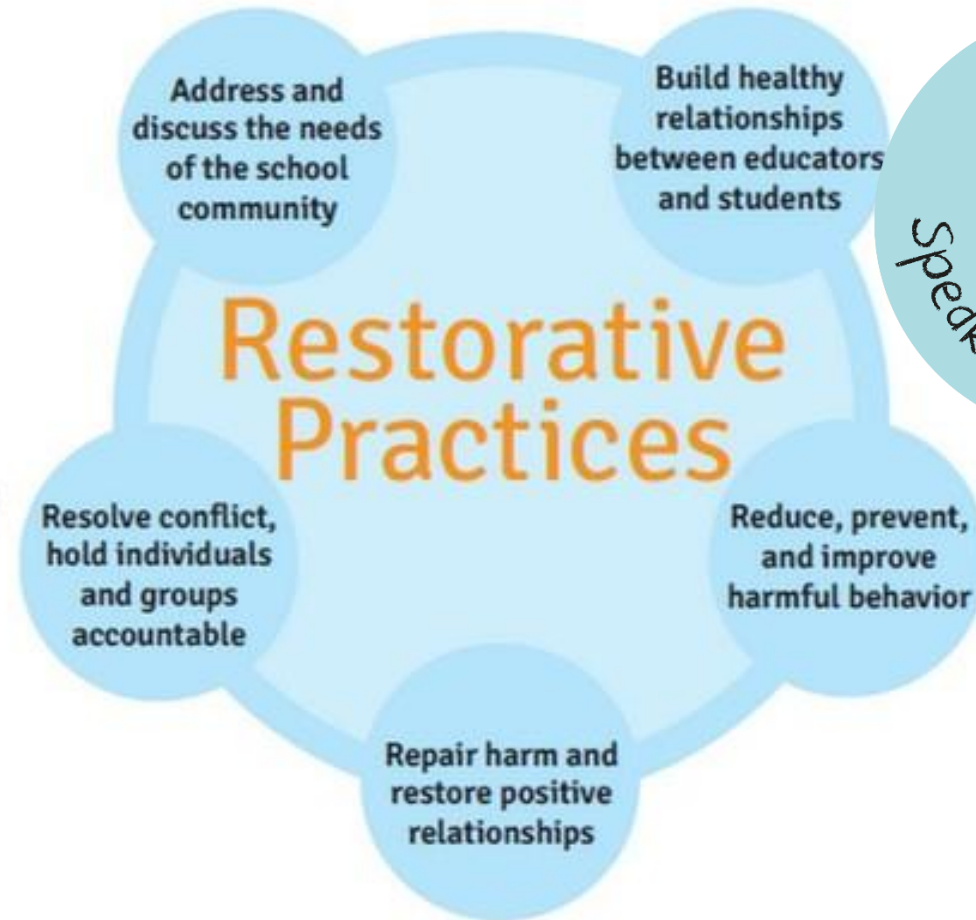 Address and
discuss the needs
of the school
community
Build healthy
relationships
between educators
and students
Restorative
Practices
Resolve conflict,
hold individuals
and groups
accountable
Reduce, prevent,
and improve
harmful behavior
Repair harm and
restore positive
relationships